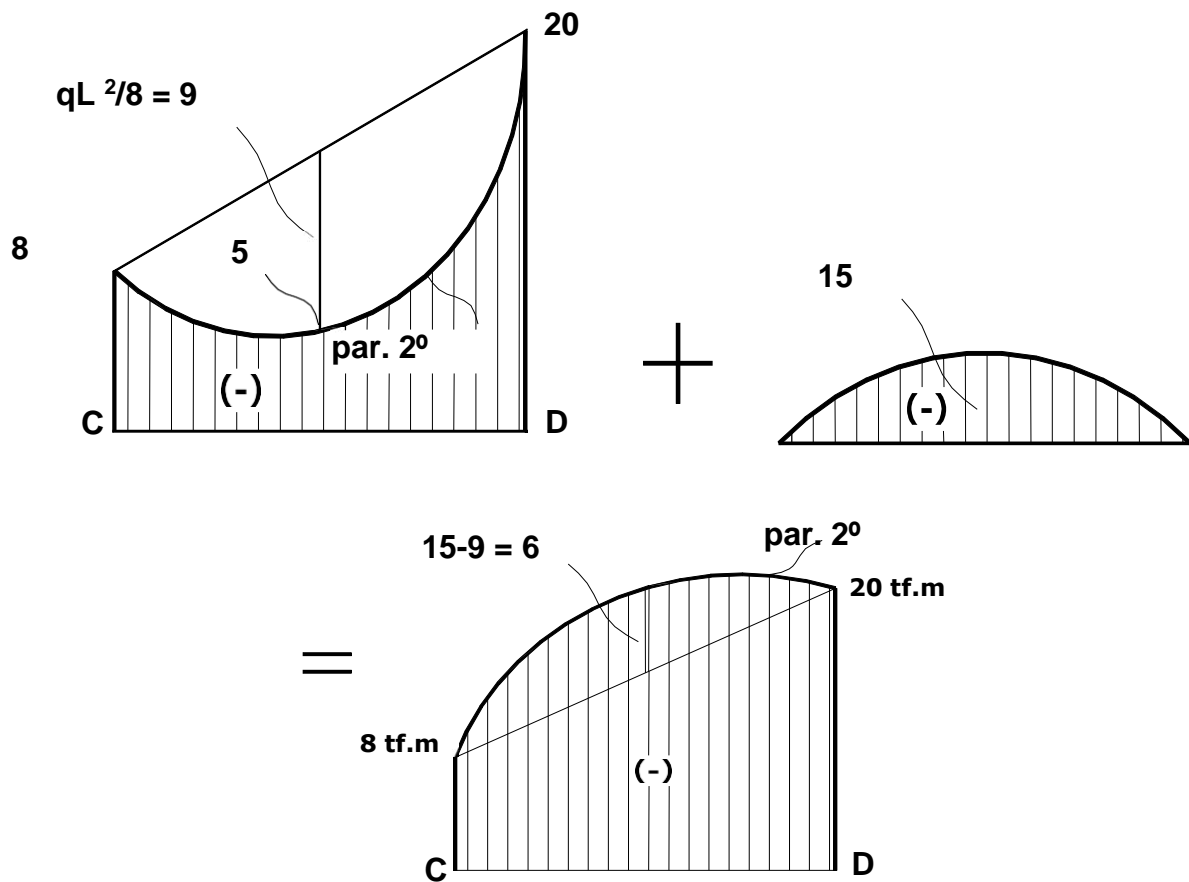 20
qL ²/8 = 9
8
5
15
par. 2º
(-)
(-)
C
D
+
15-9 = 6
par. 2º
20 tf.m
=
8 tf.m
(-)
C
D